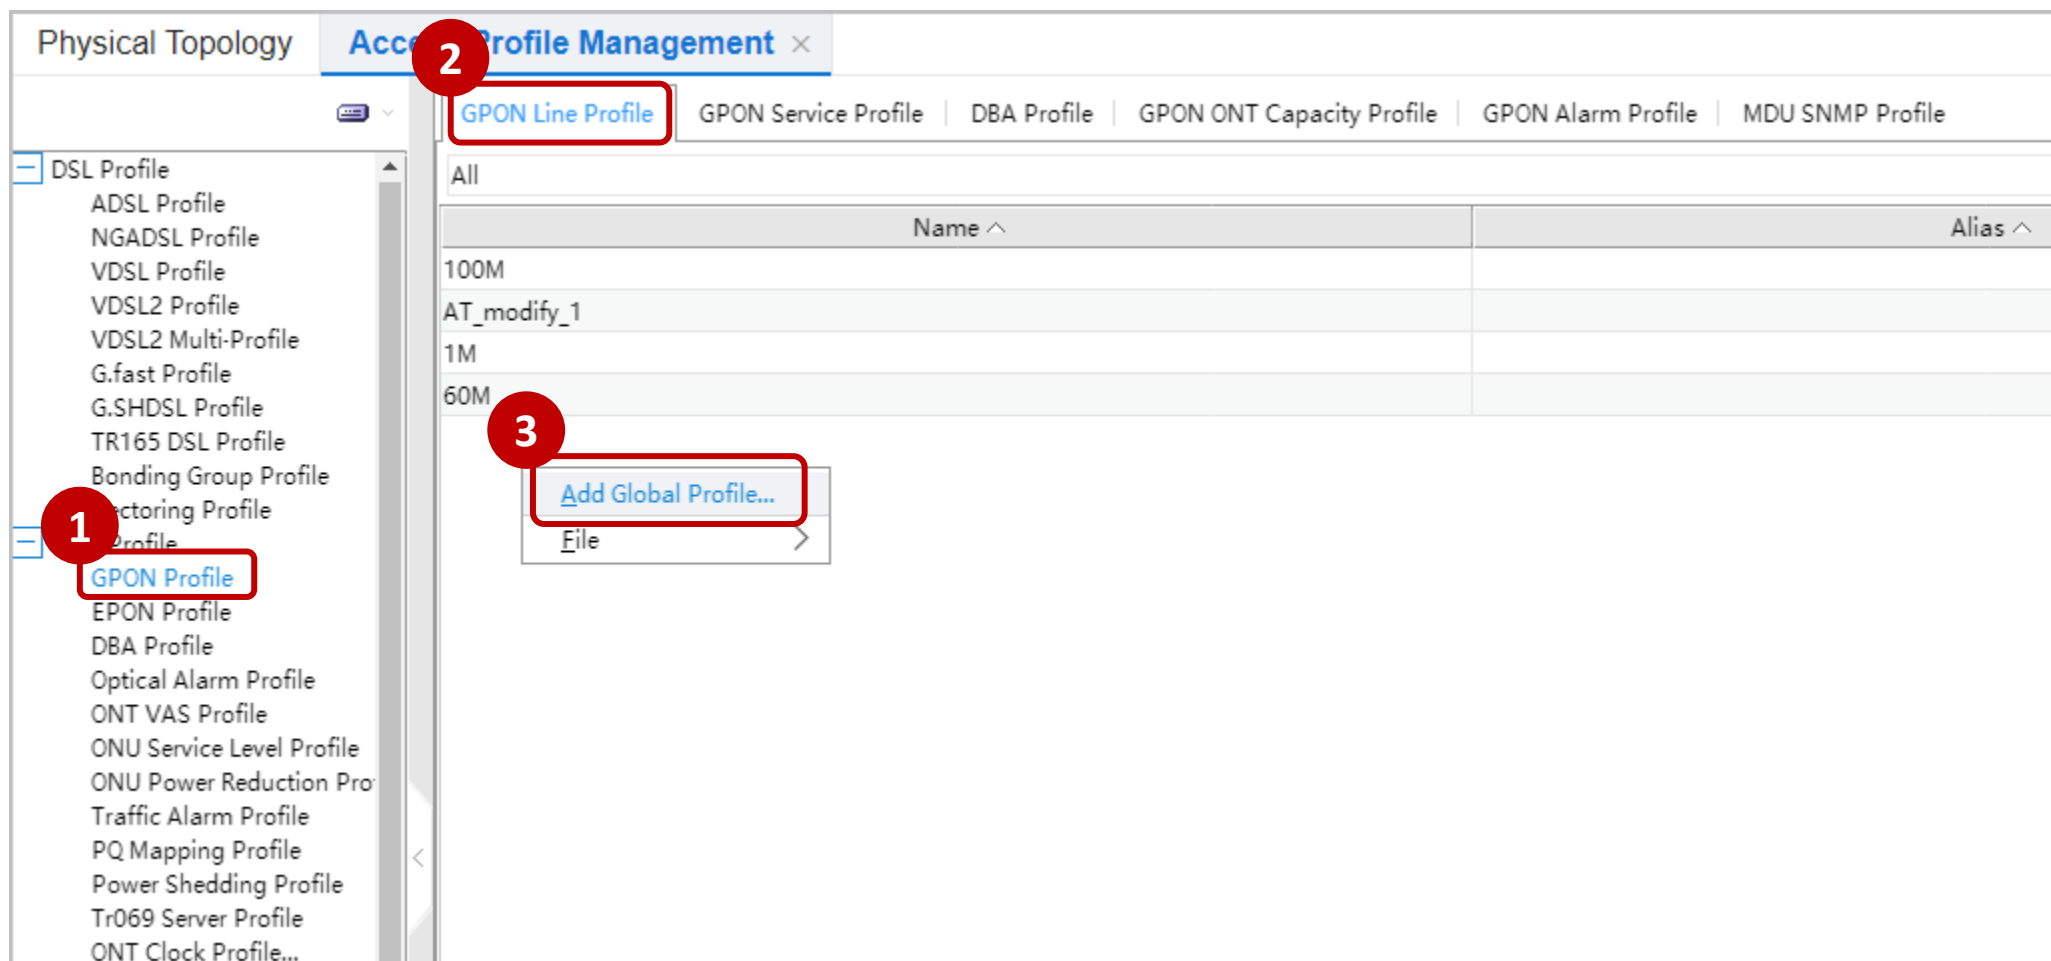 Physical Topology
Acce Profile Management
2
GPON Line Profile
GPON Service Profile
DBA Profile
GPON ONT Capacity Profile
GPON Alarm Profile
MDU SNMP Profile
DSL Profile
ADSL Profile
NGADSL Profile
VDSL Profile
VDSL2 Profile
VDSL2 Multi-Profile
G.fast Profile
G.SHDSL Profile
TR165 DSL Profile
Bonding Group Profile
ectoring Profile
1
Profile
GPON Profile
EPON Profile
DBA Profile
Optical Alarm Profile
ONT VAS Profile
ONU Service Level Profile
ONU Power Reduction Pro
Traffic Alarm Profile
PQ Mapping Profile
Power Shedding Profile
Tr069 Server Profile
ONT Clock Profile...
All
Name
Alias
100M
AT_modify_1
1M
60M
3
Add Global Profile...
File